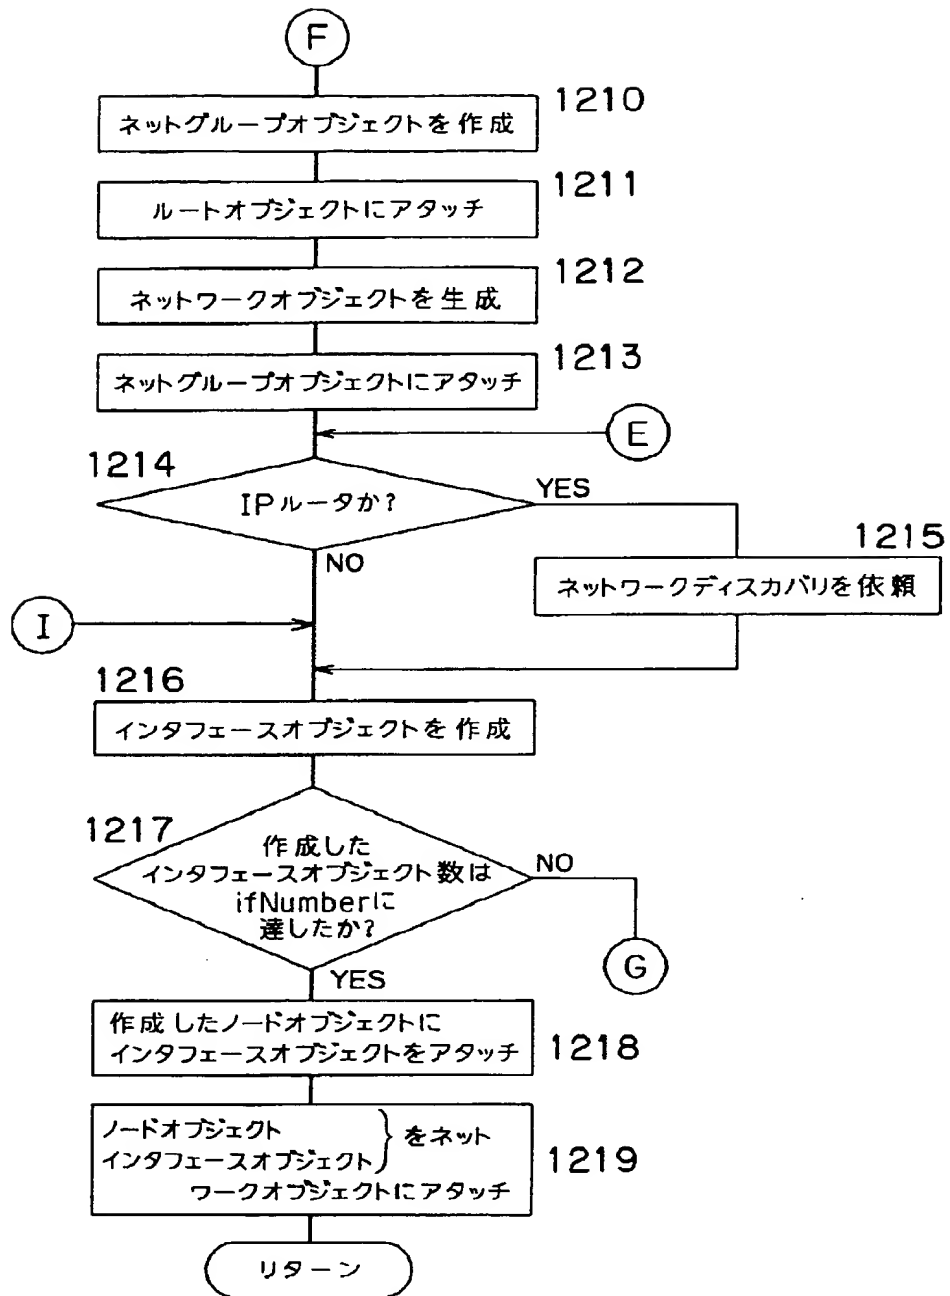 F
1210
ネットグループオブジェクトを作成
1211
ルートオブジェクトにアタッチ
1212
ネットワークオブジェクトを生成
1213
ネットグループオブジェクトにアタッチ
E
1214
IPルータか?
YES
NO
1215
ネットワークディスカバリを依頼
I
1216
インタフェースオブジェクトを作成
1217
作成した
インタフェースオブジェクト数は
ifNumberに
達したか?
NO
G
YES
作成したノードオブジェクトに
インタフェースオブジェクトをアタッチ
1218
ノードオブジェクト
インタフェースオブジェクト
}をネット
ワークオブジェクトにアタッチ
1219
リターン